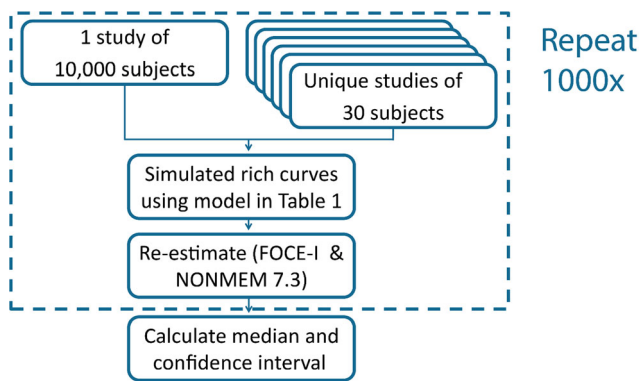 1 study of
10,000 subjects
Unique studies of
30 subjects
Repeat
1000x
Simulated rich curves
using model in Table 1
Re-estimate (FOCE-I &
NONMEM 7.3)
Calculate median and
confidence interval